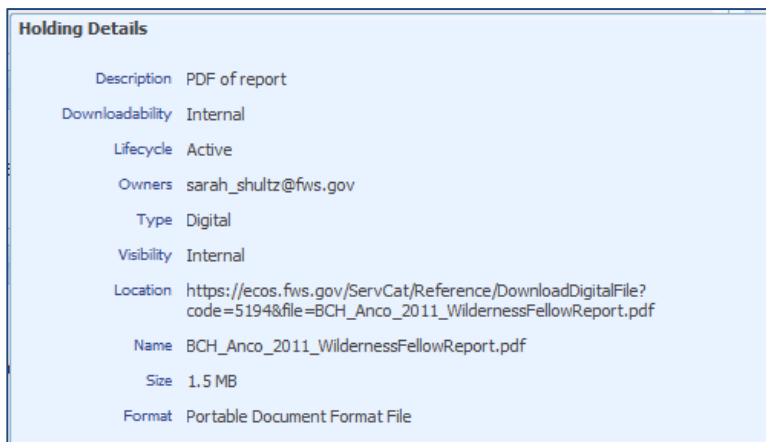 Holding Details
Description PDF of report
Downloadability Internal
Lifecycle Active
Owners sarah_shultz@fws.gov
Type Digital
Visibility Internal
Location https://ecos.fws.gov/ServCat/Reference/DownloadDigitalFile?
code=5194&file=BCH_Anco_2011_WildernessFellowReport.pdf
Name BCH_Anco_2011_WildernessFellowReport.pdf
Size 1.5 MB
Format Portable Document Format File